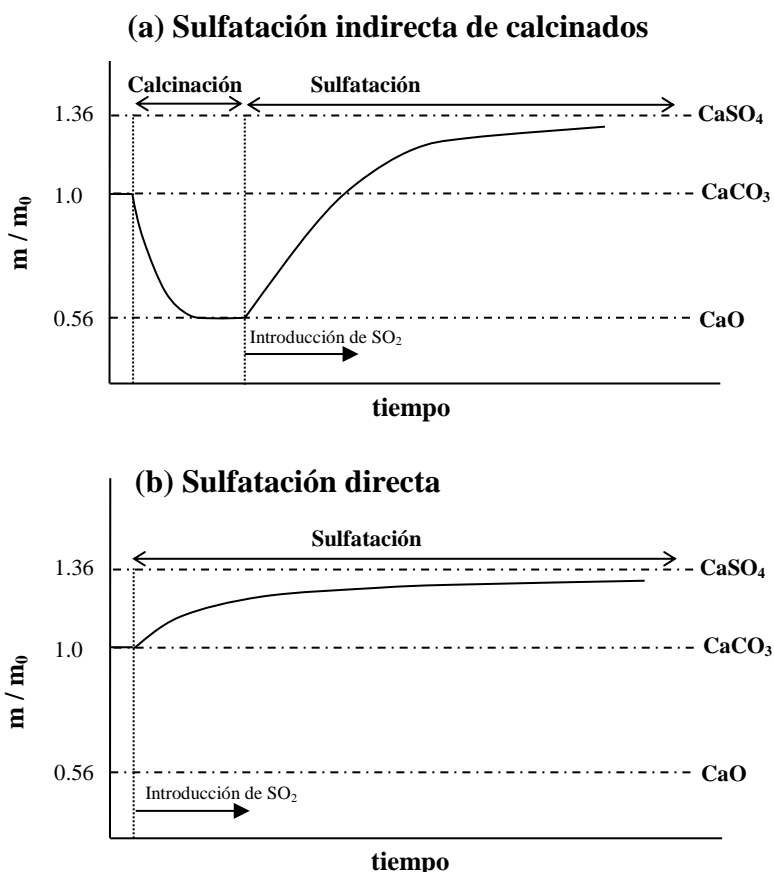 (a) Sulfatación indirecta de calcinados
Calcinación Sulfatación
1.36 CaSO₄
1.0 CaCO₃
m / m₀
0.56 CaO
Introducción de SO₂
tiempo
(b) Sulfatación directa
Sulfatación
1.36 CaSO₄
1.0 CaCO₃
m / m₀
0.56 CaO
Introducción de SO₂
tiempo